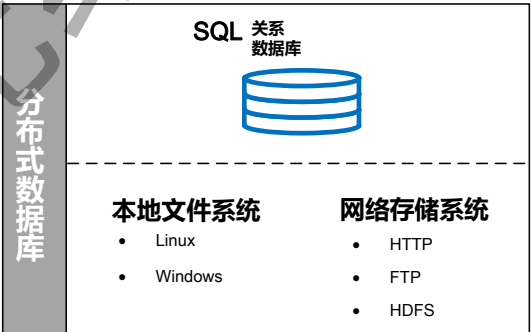 分布式数据库
SQL 关系
数据库
本地文件系统
• Linux
• Windows
网络存储系统
• HTTP
• FTP
• HDFS